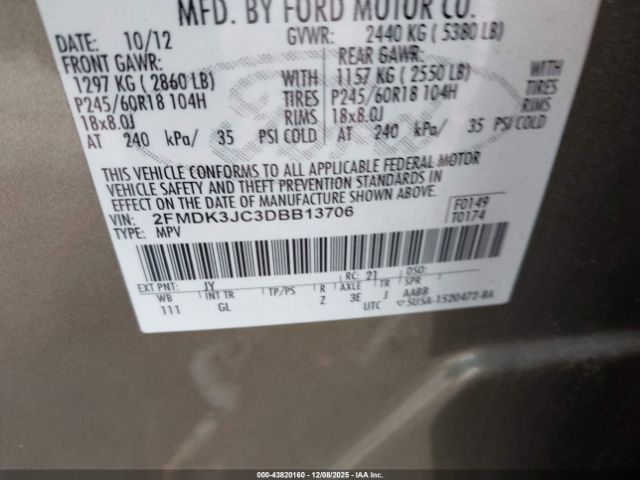 MFD. BY FORD MOTOR CO.
DATE: 10/12 GVWR: 2440 KG ( 5380 LB)
FRONT GAWR: REAR GAWR:
1297 KG ( 2860 LB) WITH 1157 KG ( 2550 LB) WITH
P245/60R18 104H TIRES P245/60R18 104H TIRES
18x8.0J RIMS 18x8.0J RIMS
AT 240 kPa/ 35 PSI COLD AT 240 kPa/ 35 PSI COLD
THIS VEHICLE CONFORMS TO ALL APPLICABLE FEDERAL MOTOR
VEHICLE SAFETY AND THEFT PREVENTION STANDARDS IN
EFFECT ON THE DATE OF MANUFACTURE SHOWN ABOVE.
VIN: 2FMDK3JC3DBB13706 F0149
TYPE: MPV T0174
EXT PNT: JY RC: 21 DSO:
WB INT TR TP/PS R AXLE TR SPR
111 GL Z 3E J AABB
UTC 5U5A-1520472-BA
000-43820160 - 12/08/2025 - IAAC Inc.